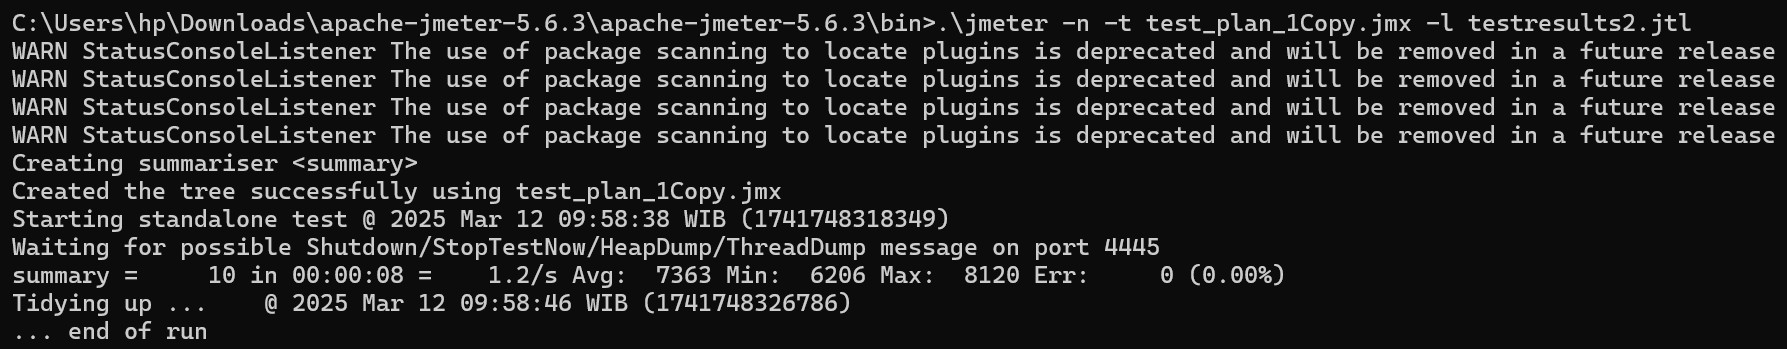 C:\Users\hp\Downloads\apache-jmeter-5.6.3\apache-jmeter-5.6.3\bin>.\jmeter -n -t test_plan_1Copy.jmx -l testresults2.jtl
WARN StatusConsoleListener The use of package scanning to locate plugins is deprecated and will be removed in a future release
WARN StatusConsoleListener The use of package scanning to locate plugins is deprecated and will be removed in a future release
WARN StatusConsoleListener The use of package scanning to locate plugins is deprecated and will be removed in a future release
WARN StatusConsoleListener The use of package scanning to locate plugins is deprecated and will be removed in a future release
Creating summariser <summary>
Created the tree successfully using test_plan_1Copy.jmx
Starting standalone test @ 2025 Mar 12 09:58:38 WIB (1741748318349)
Waiting for possible Shutdown/StopTestNow/HeapDump/ThreadDump message on port 4445
summary =     10 in 00:00:08 =    1.2/s Avg:  7363 Min:  6206 Max:  8120 Err:     0 (0.00%)
Tidying up ...    @ 2025 Mar 12 09:58:46 WIB (1741748326786)
... end of run